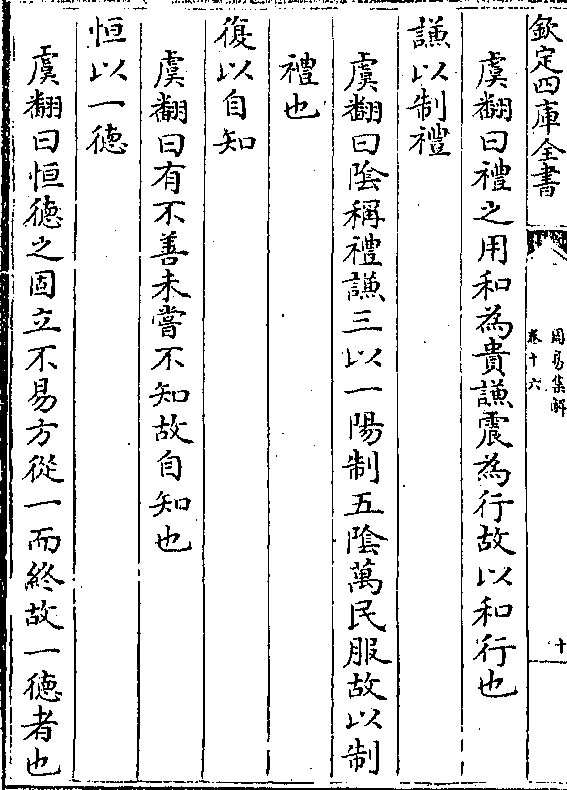 欽定四庫全書
周易集解
卷十六
十
虞翻曰禮之用和為貴謙震為行故以和行也
謙以制禮
虞翻曰陰稱禮謙三以一陽制五陰萬民服故以制
禮也
復以自知
虞翻曰有不善未嘗不知故自知也
恒以一德
虞翻曰恒德之固立不易方從一而終故一德者也